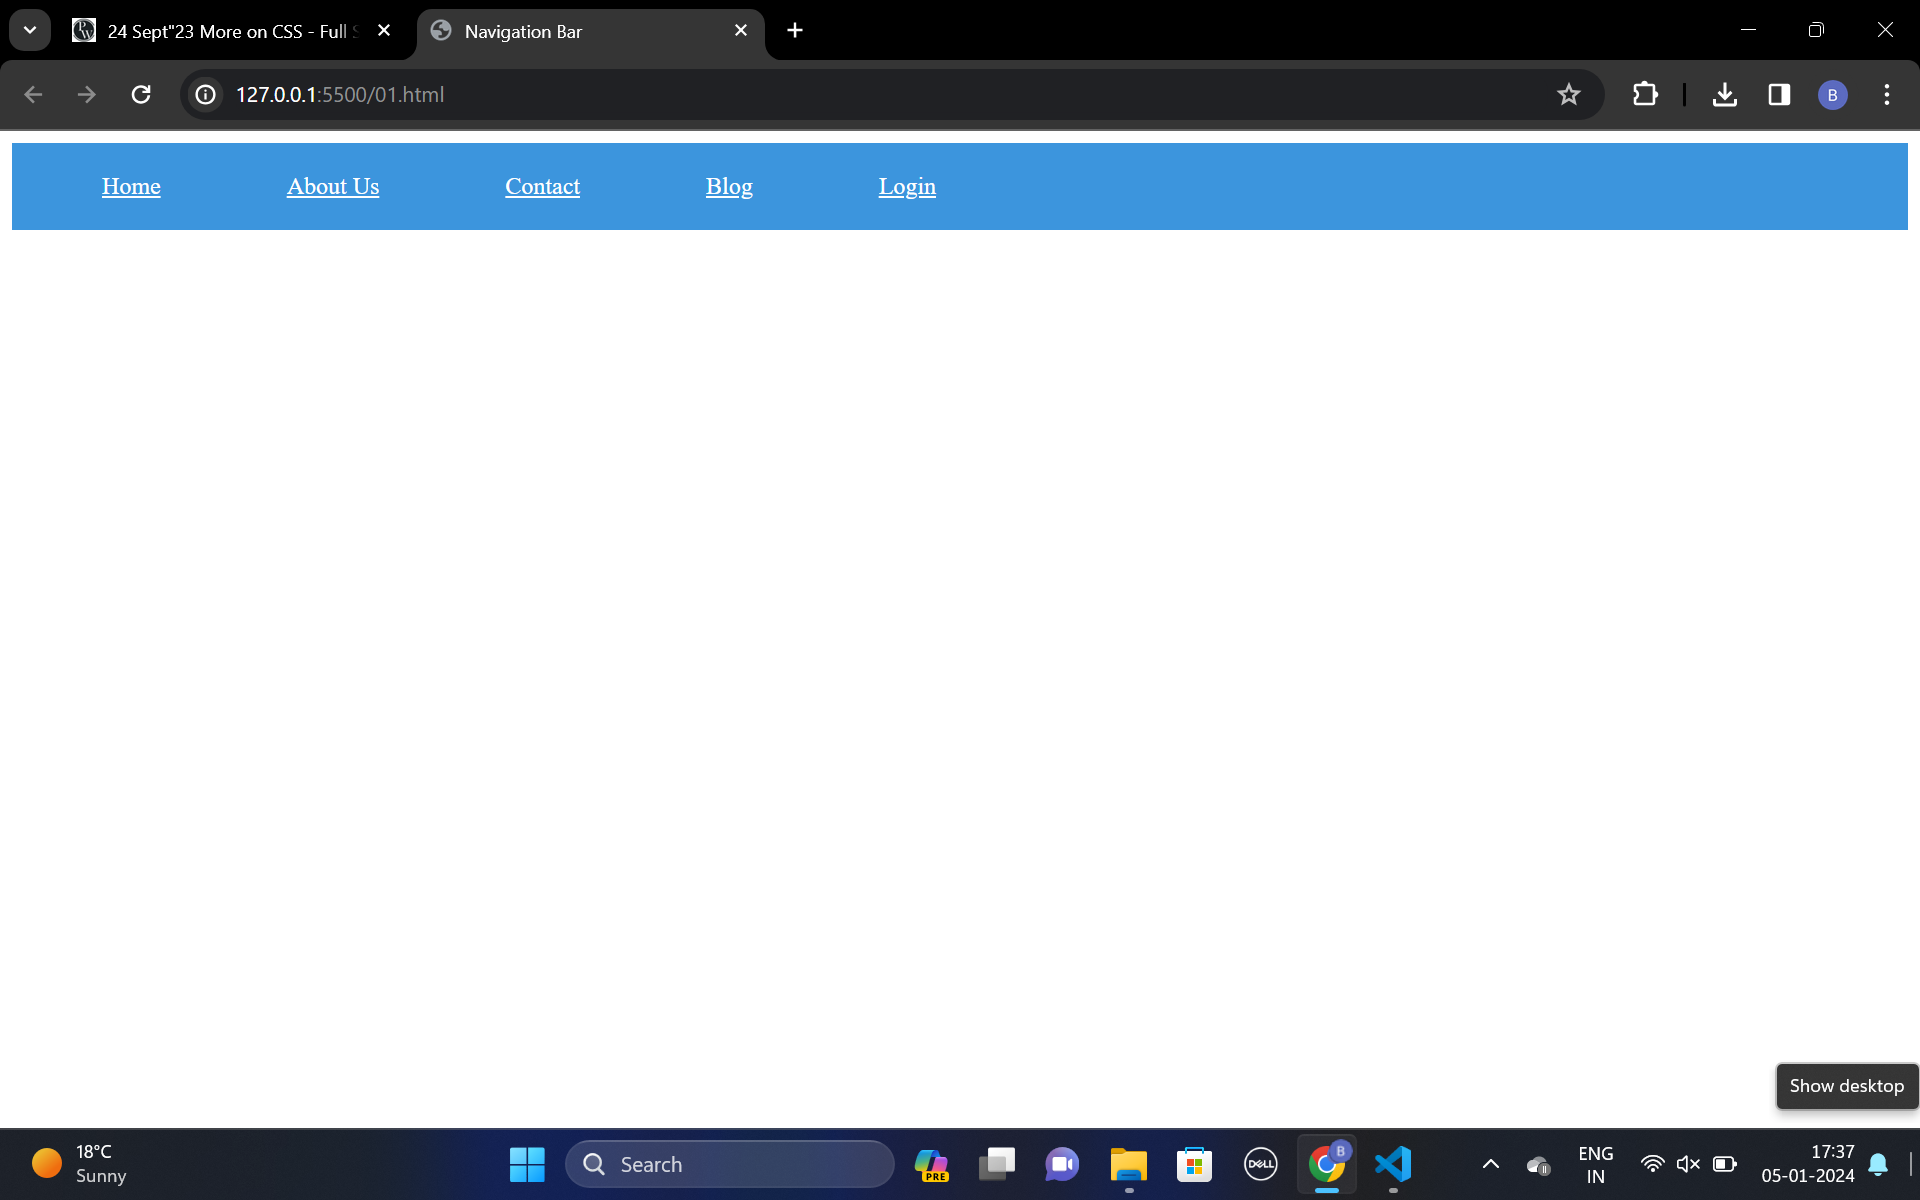 24 Sept"23 More on CSS - Full S
Navigation Bar
127.0.0.1:5500/01.html
B
Home About Us Contact Blog Login
Show desktop
18°C
Sunny
Search
PRE
DELL
B
ENG
IN
17:37
05-01-2024